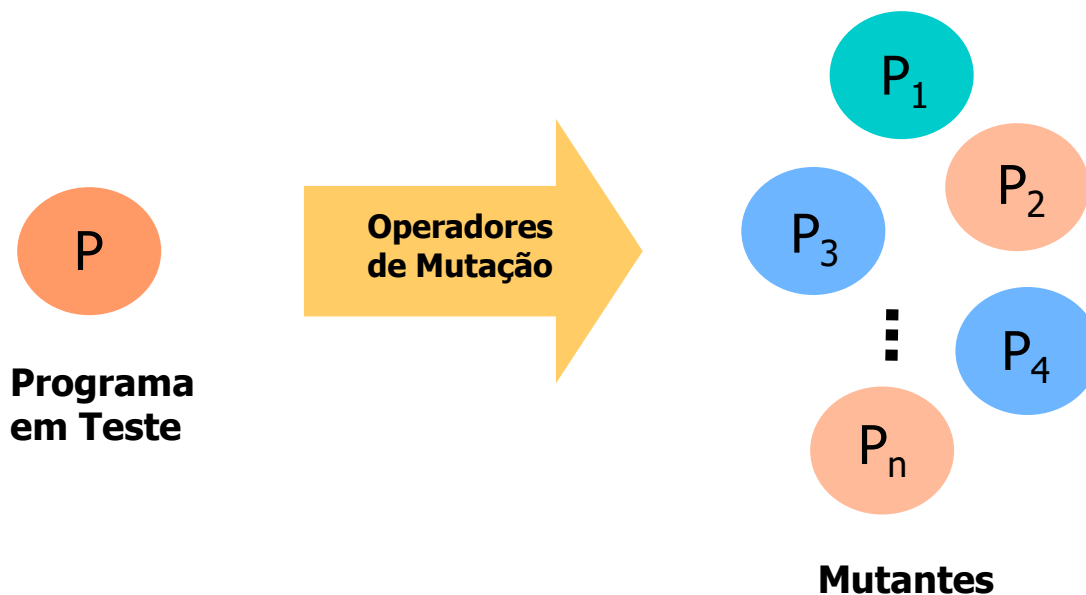 P
Programa
em Teste
Operadores
de Mutação
P1
P2
P3
P4
Pn
Mutantes